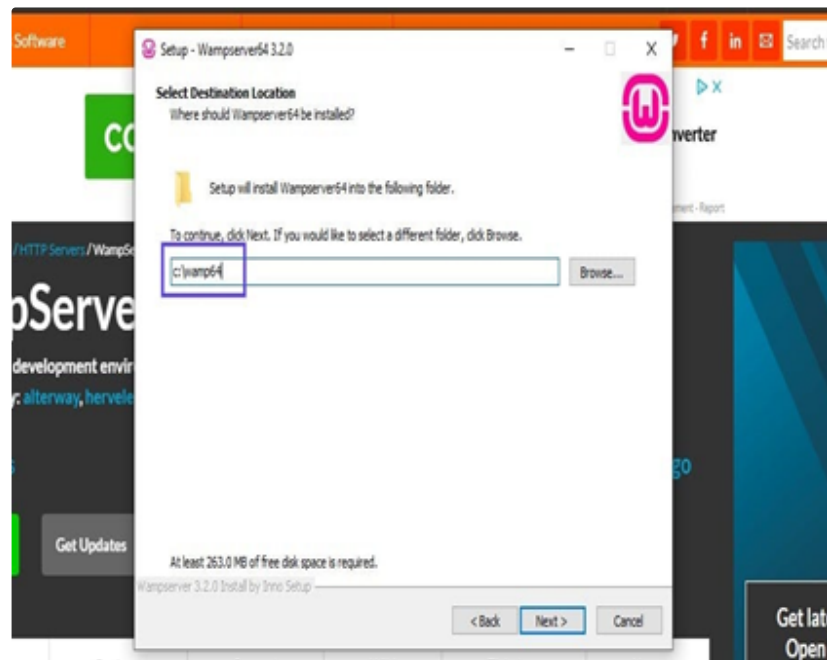 Software
Setup - Wampserver64 3.2.0
Search
Select Destination Location
Where should Wampserver64 be installed?
Setup will install Wampserver64 into the following folder.
- Report
To continue, click Next. If you would like to select a different folder, click Browse.
/HTTP Servers / WampSe
c:\wamp64
Browse...
pServe
development envir
alterway, hervele
go
Get Updates
At least 263.0 MB of free disk space is required.
Wampserver 3.2.0 Install by Inno Setup
< Back Next > Cancel
Get lat
Open